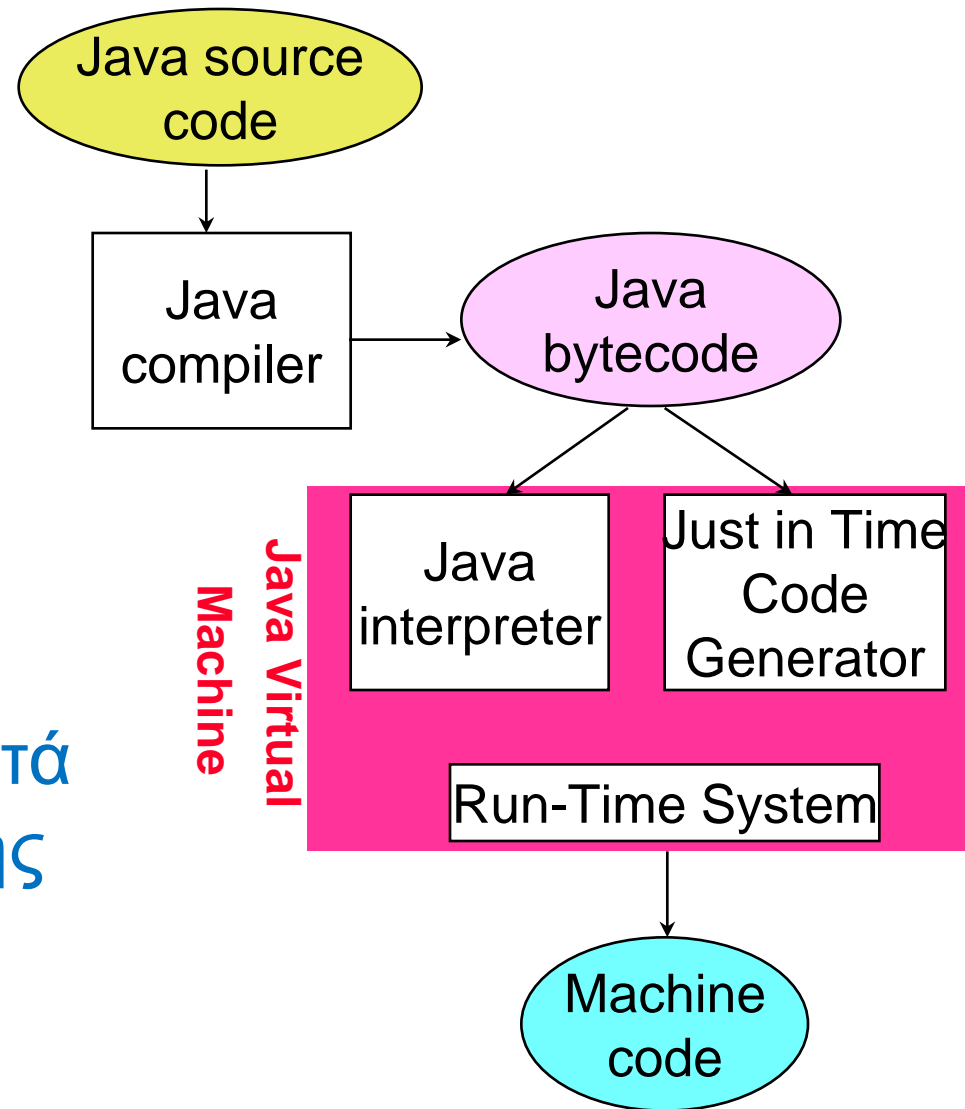 Java source
code
Java
compiler
Java
bytecode
Java Virtual
Machine
Java
interpreter
Just in Time
Code
Generator
Run-Time System
Machine
code